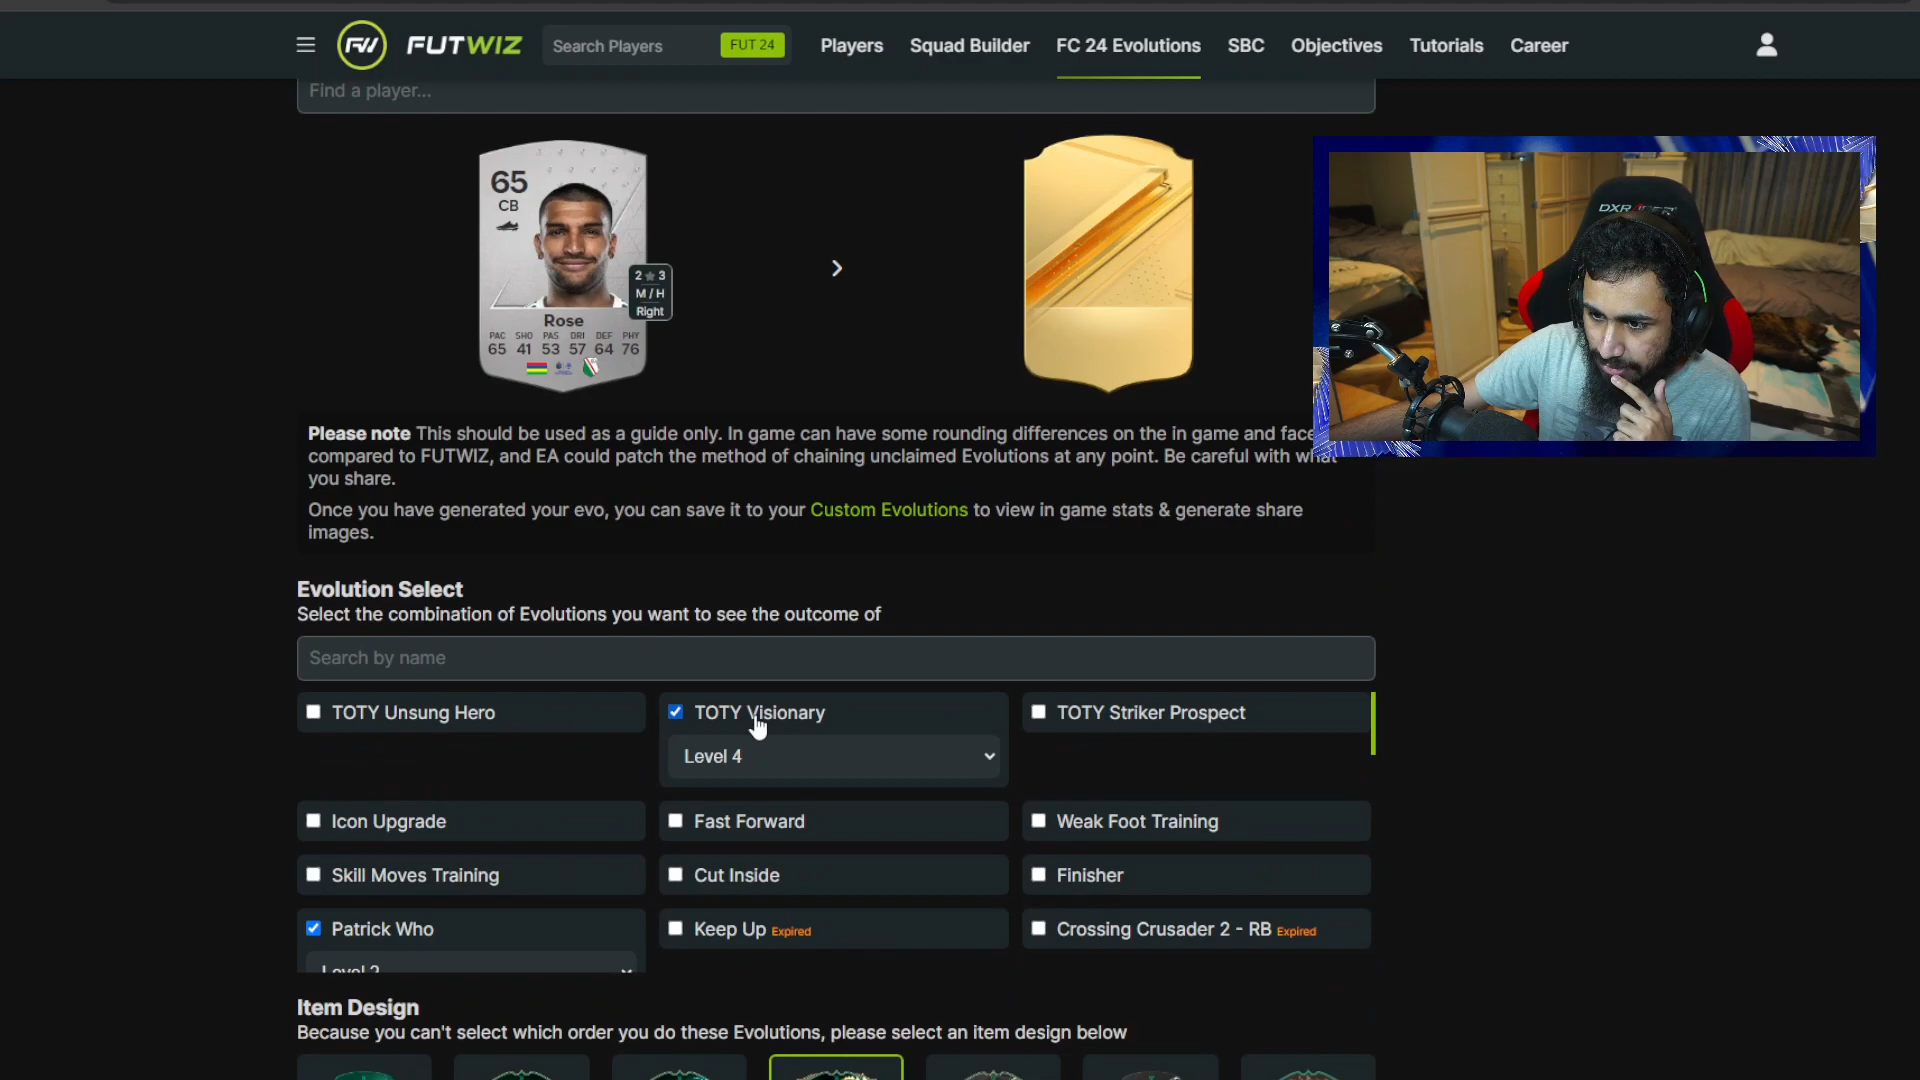 FW FUTWIZ Search Players FUT 24 Players Squad Builder FC 24 Evolutions SBC Objectives Tutorials Career
Find a player...
65
CB
2 ★ 3
M / H
Right
Rose
PAC SHO PAS DRI DEF PHY
65 41 53 57 64 76
DXRACER
Please note This should be used as a guide only. In game can have some rounding differences on the in game and face
compared to FUTWIZ, and EA could patch the method of chaining unclaimed Evolutions at any point. Be careful with what
you share.
Once you have generated your evo, you can save it to your Custom Evolutions to view in game stats & generate share
images.
Evolution Select
Select the combination of Evolutions you want to see the outcome of
Search by name
TOTY Unsung Hero TOTY Visionary TOTY Striker Prospect
Level 4
Icon Upgrade Fast Forward Weak Foot Training
Skill Moves Training Cut Inside Finisher
Patrick Who Keep Up Expired Crossing Crusader 2 - RB Expired
Level 2
Item Design
Because you can't select which order you do these Evolutions, please select an item design below